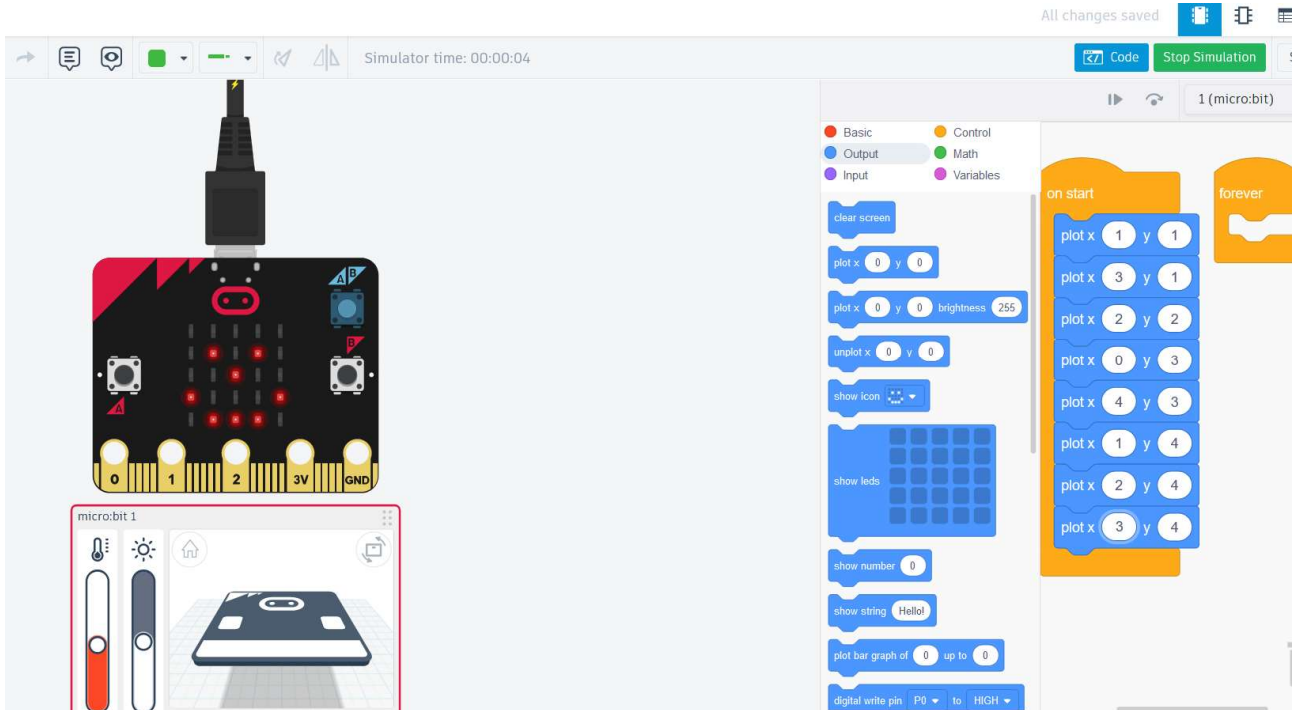 All changes saved
Simulator time: 00:00:04
Code
Stop Simulation
1 (micro:bit)
Basic
Control
Output
Math
Input
Variables
clear screen
plot x 0 y 0
plot x 0 y 0 brightness 255
unplot x 0 y 0
show icon
show leds
show number 0
show string Hello!
plot bar graph of 0 up to 0
digital write pin P0 to HIGH
on start
plot x 1 y 1
plot x 3 y 1
plot x 2 y 2
plot x 0 y 3
plot x 4 y 3
plot x 1 y 4
plot x 2 y 4
plot x 3 y 4
forever
A B
B
A
0 1 2 3V GND
micro:bit 1